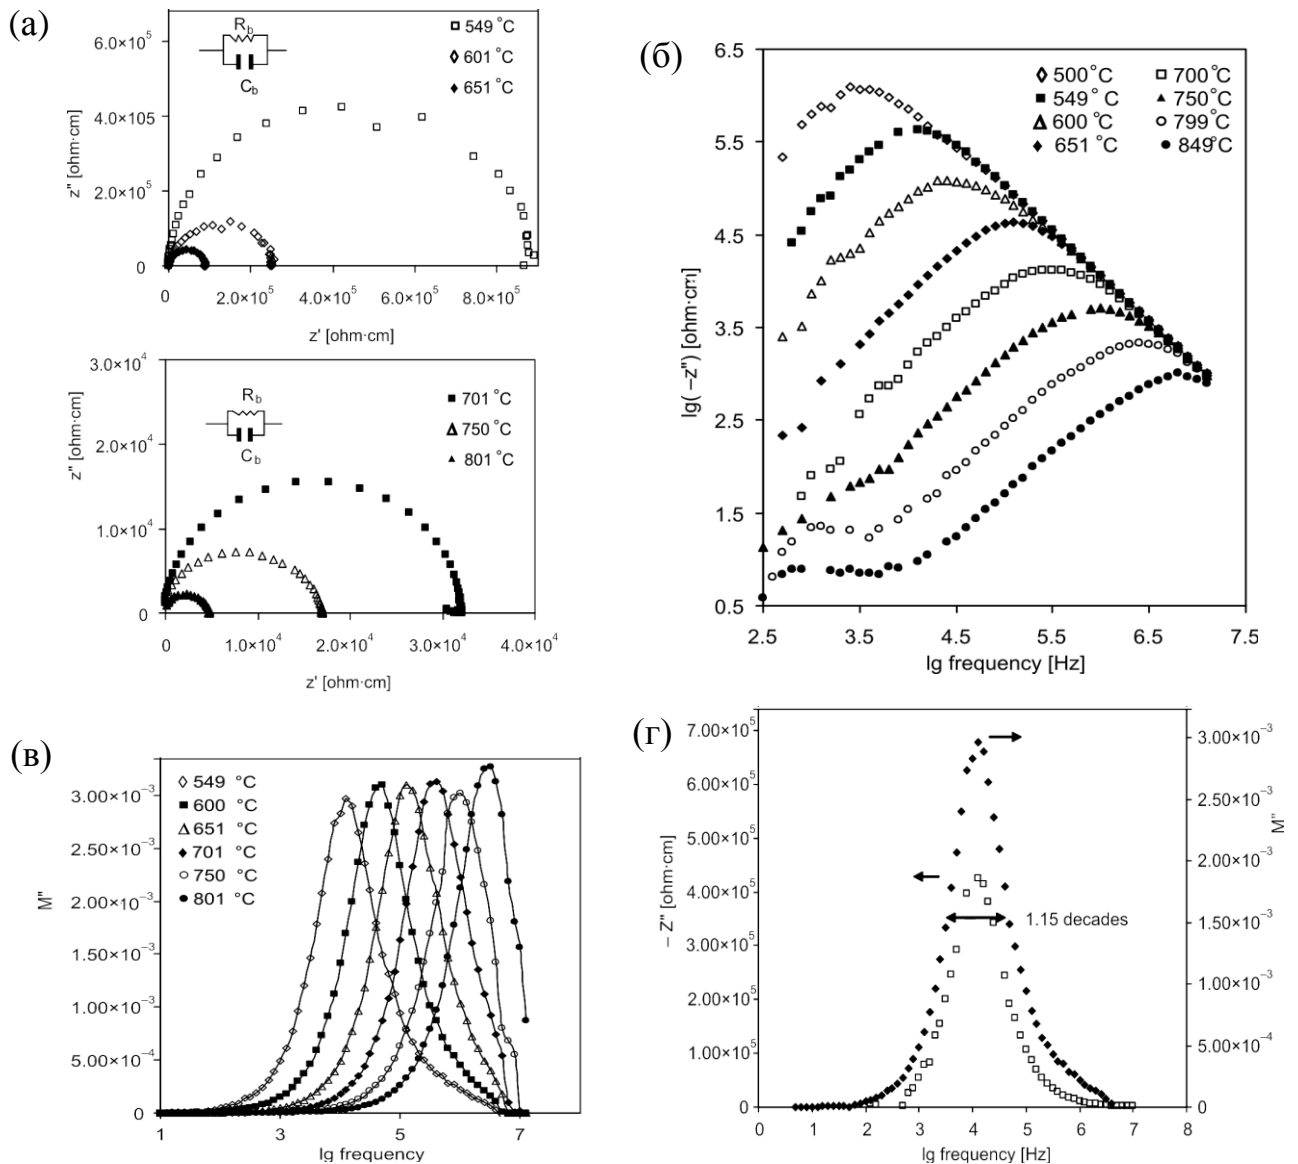 (а)
R_b
C_b
549 °C
601 °C
651 °C
6.0×10⁵
4.0×10⁵
2.0×10⁵
0
z'' [ohm·cm]
0
2.0×10⁵
4.0×10⁵
6.0×10⁵
8.0×10⁵
z' [ohm·cm]
R_b
C_b
701 °C
750 °C
801 °C
3.0×10⁴
2.0×10⁴
1.0×10⁴
0
z'' [ohm·cm]
0
1.0×10⁴
2.0×10⁴
3.0×10⁴
4.0×10⁴
z' [ohm·cm]
(б)
500°C
549°C
600 °C
651 °C
700°C
750°C
799°C
849°C
6.5
5.5
4.5
3.5
2.5
1.5
0.5
lg( −z'') [ohm·cm]
2.5
3.5
4.5
5.5
6.5
7.5
lg frequency [Hz]
(в)
549 °C
600 °C
651 °C
701 °C
750 °C
801 °C
3.00×10⁻³
2.50×10⁻³
2.00×10⁻³
1.50×10⁻³
1.00×10⁻³
5.00×10⁻⁴
0
M''
1
3
5
7
lg frequency
(г)
7.00×10⁵
6.00×10⁵
5.00×10⁵
4.00×10⁵
3.00×10⁵
2.00×10⁵
1.00×10⁵
0
− Z'' [ohm·cm]
1.15 decades
3.00×10⁻³
2.50×10⁻³
2.00×10⁻³
1.50×10⁻³
1.00×10⁻³
5.00×10⁻⁴
0
M''
0
1
2
3
4
5
6
7
8
lg frequency [Hz]